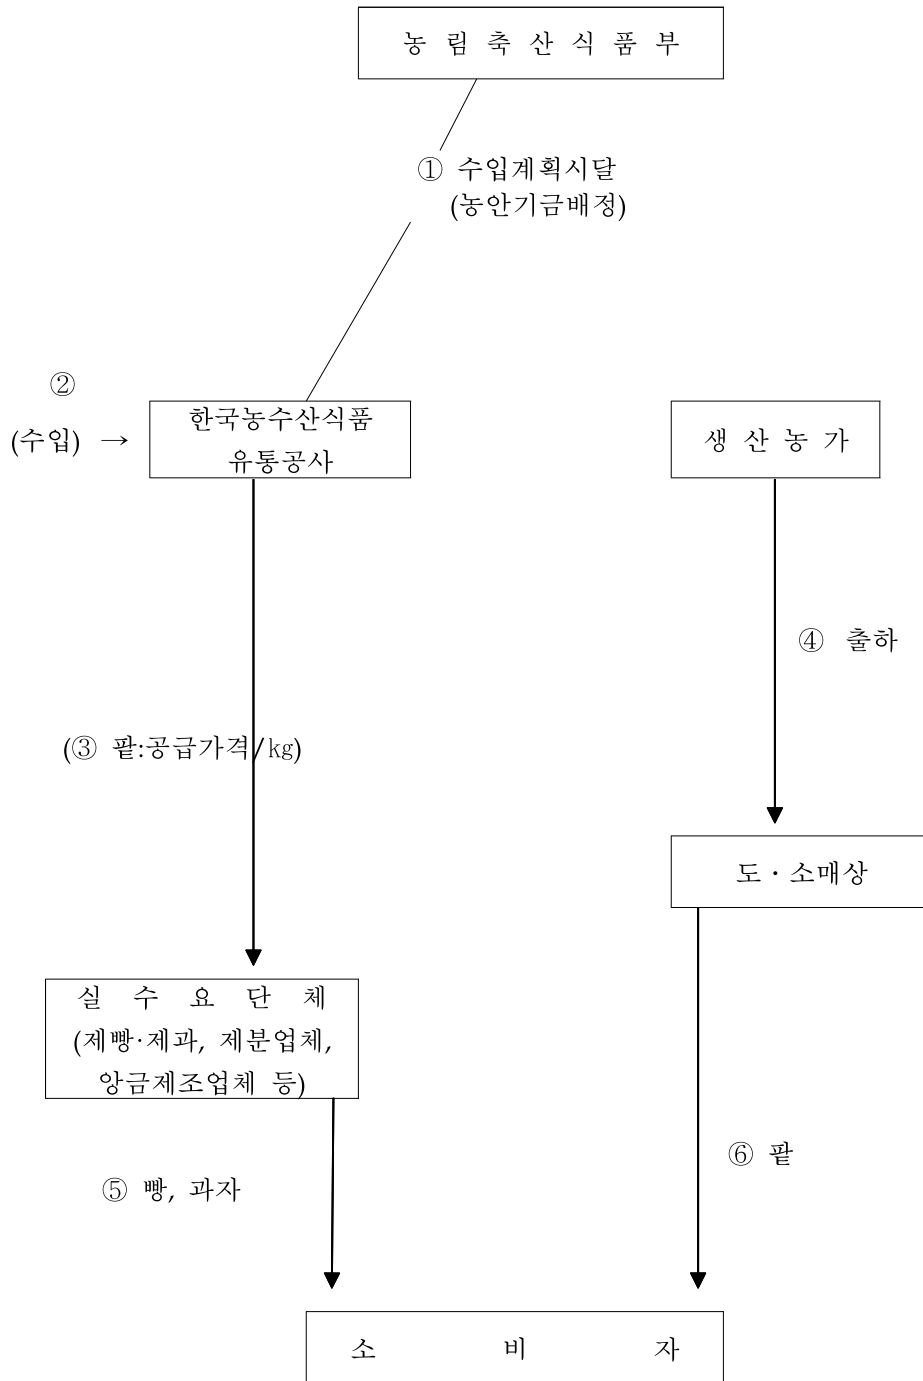 농 림 축 산 식 품 부
① 수입계획시달
(농안기금배정)
②
(수입) →
한국농수산식품
유통공사
생 산 농 가
④ 출하
(③ 팥:공급가격/㎏)
도·소매상
실 수 요 단 체
(제빵·제과, 제분업체,
앙금제조업체 등)
⑥ 팥
⑤ 빵, 과자
소 비 자